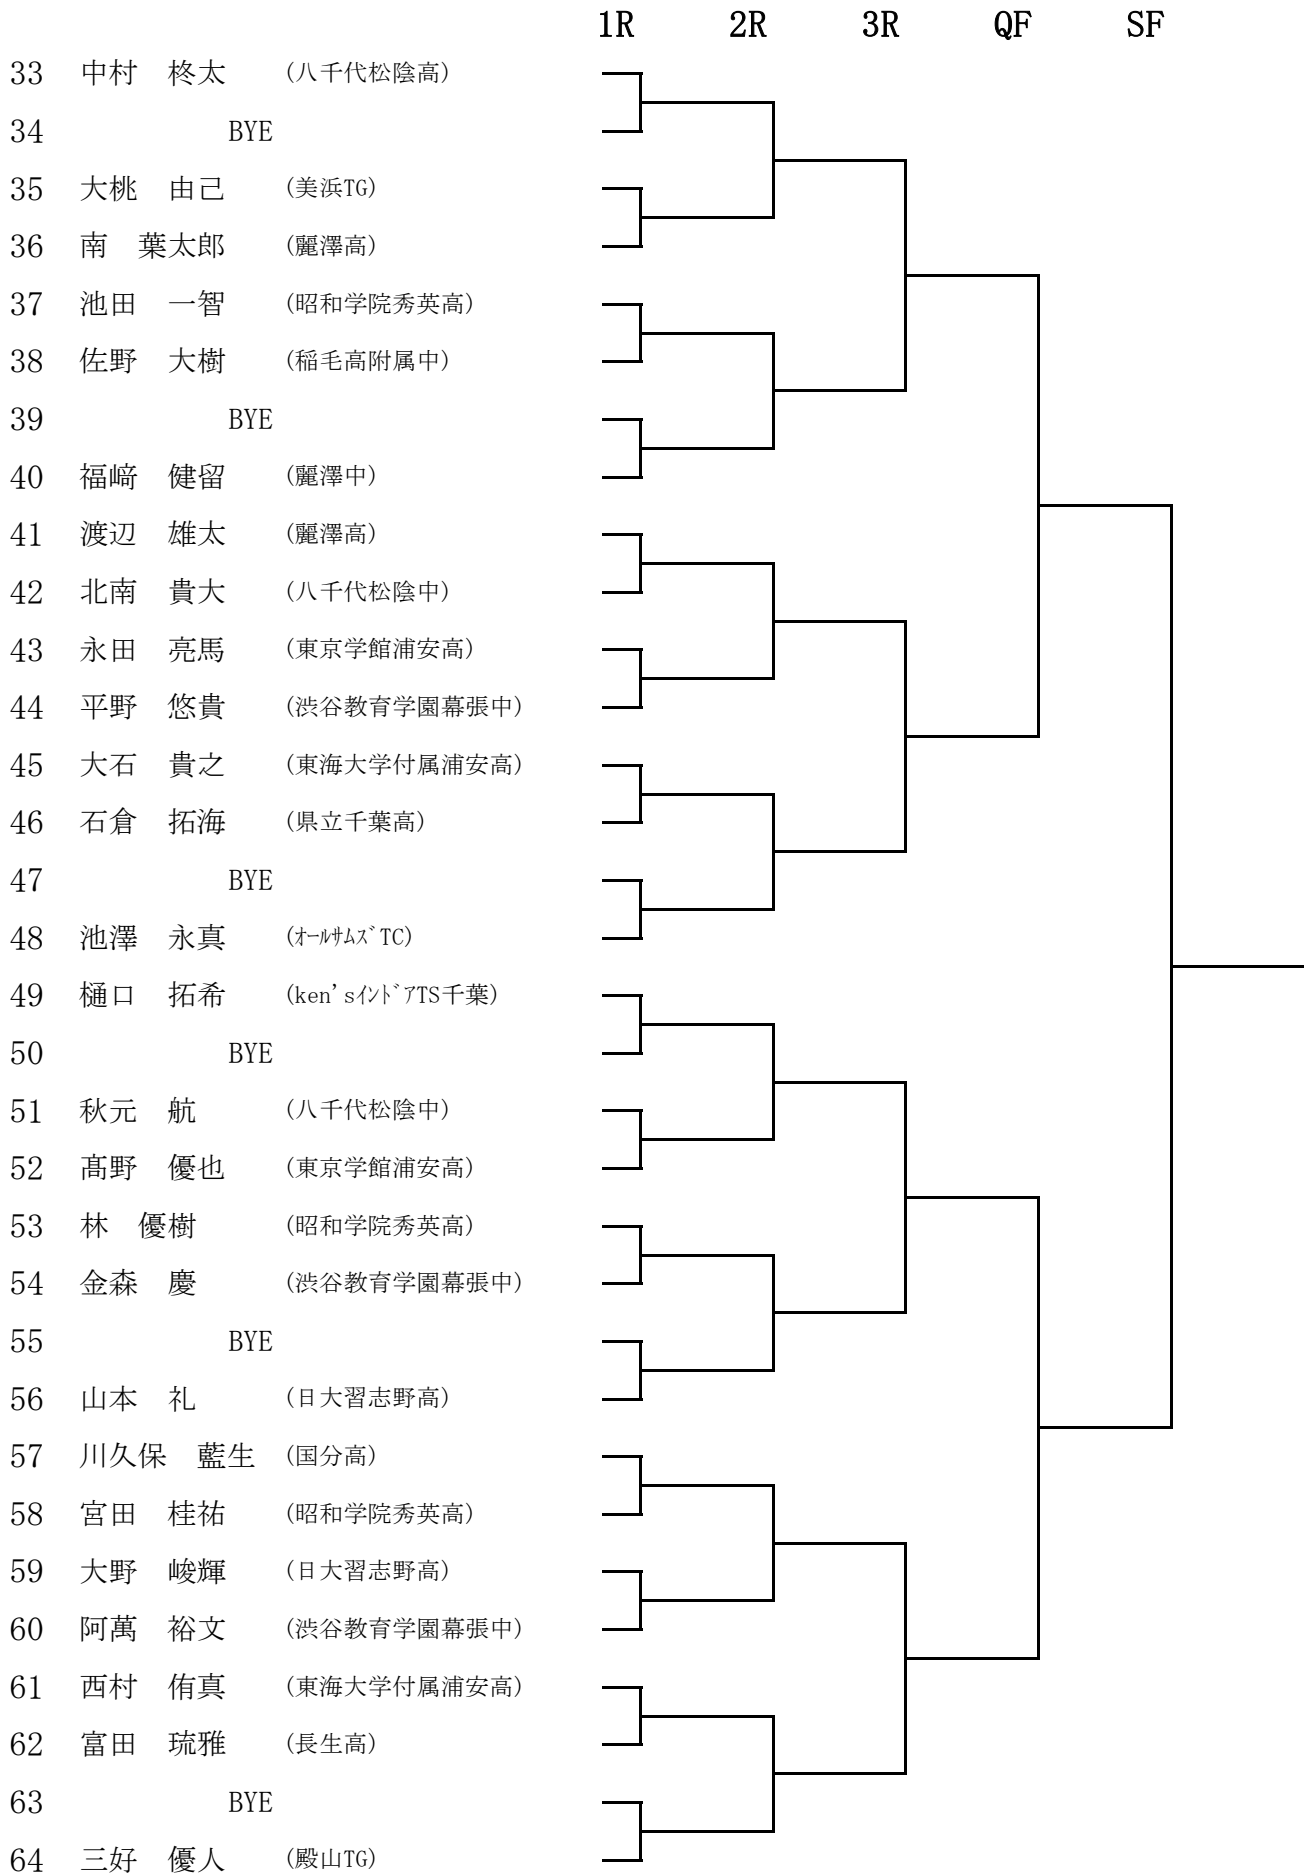 1R 2R 3R QF SF
33 中村　柊太 (八千代松陰高)
34 BYE
35 大桃　由己 (美浜TG)
36 南　葉太郎 (麗澤高)
37 池田　一智 (昭和学院秀英高)
38 佐野　大樹 (稲毛高附属中)
39 BYE
40 福﨑　健留 (麗澤中)
41 渡辺　雄太 (麗澤高)
42 北南　貴大 (八千代松陰中)
43 永田　亮馬 (東京学館浦安高)
44 平野　悠貴 (渋谷教育学園幕張中)
45 大石　貴之 (東海大学付属浦安高)
46 石倉　拓海 (県立千葉高)
47 BYE
48 池澤　永真 (ｵｰﾙｻﾑｽﾞTC)
49 樋口　拓希 (ken'sｲﾝﾄﾞｱTS千葉)
50 BYE
51 秋元　航 (八千代松陰中)
52 髙野　優也 (東京学館浦安高)
53 林　優樹 (昭和学院秀英高)
54 金森　慶 (渋谷教育学園幕張中)
55 BYE
56 山本　礼 (日大習志野高)
57 川久保　藍生 (国分高)
58 宮田　桂祐 (昭和学院秀英高)
59 大野　峻輝 (日大習志野高)
60 阿萬　裕文 (渋谷教育学園幕張中)
61 西村　侑真 (東海大学付属浦安高)
62 富田　琉雅 (長生高)
63 BYE
64 三好　優人 (殿山TG)